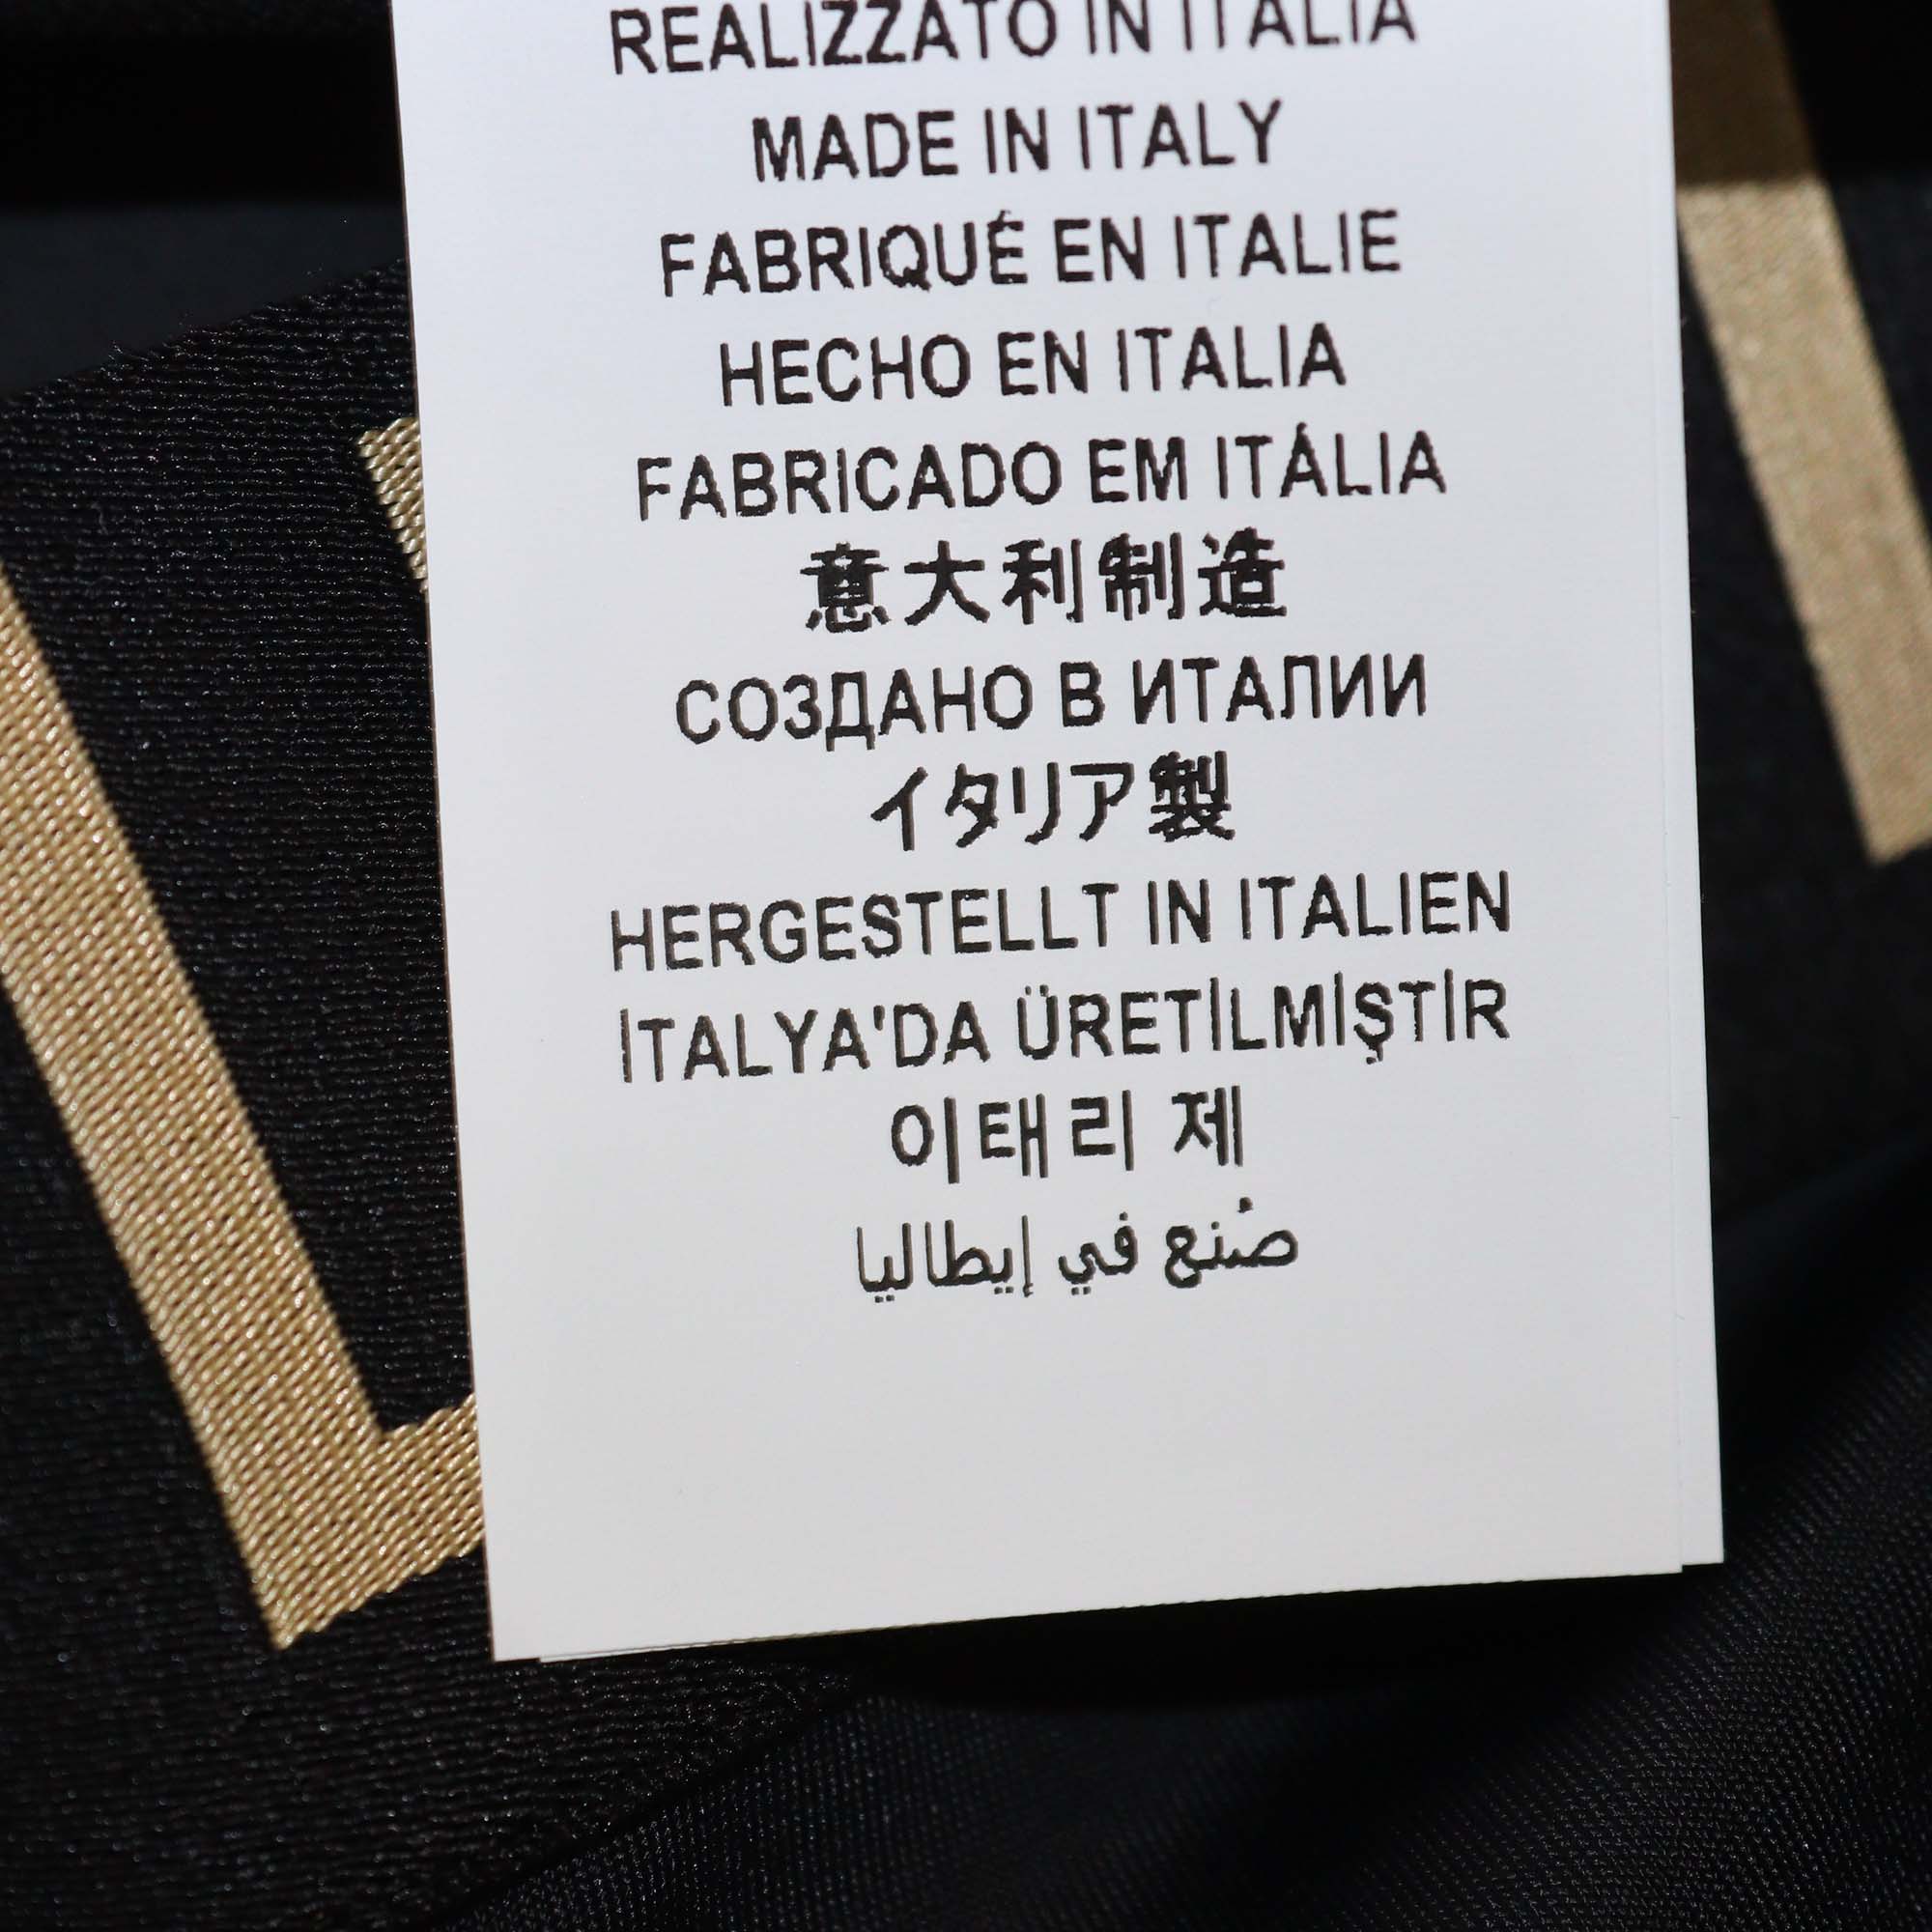 REALIZZATO IN ITALIA
MADE IN ITALY
FABRIQUÉ EN ITALIE
HECHO EN ITALIA
FABRICADO EM ITÁLIA
意大利制造
СОЗДАНО В ИТАЛИИ
イタリア製
HERGESTELLT IN ITALIEN
İTALYA'DA ÜRETİLMİŞTİR
이태리 제
صُنع في إيطاليا